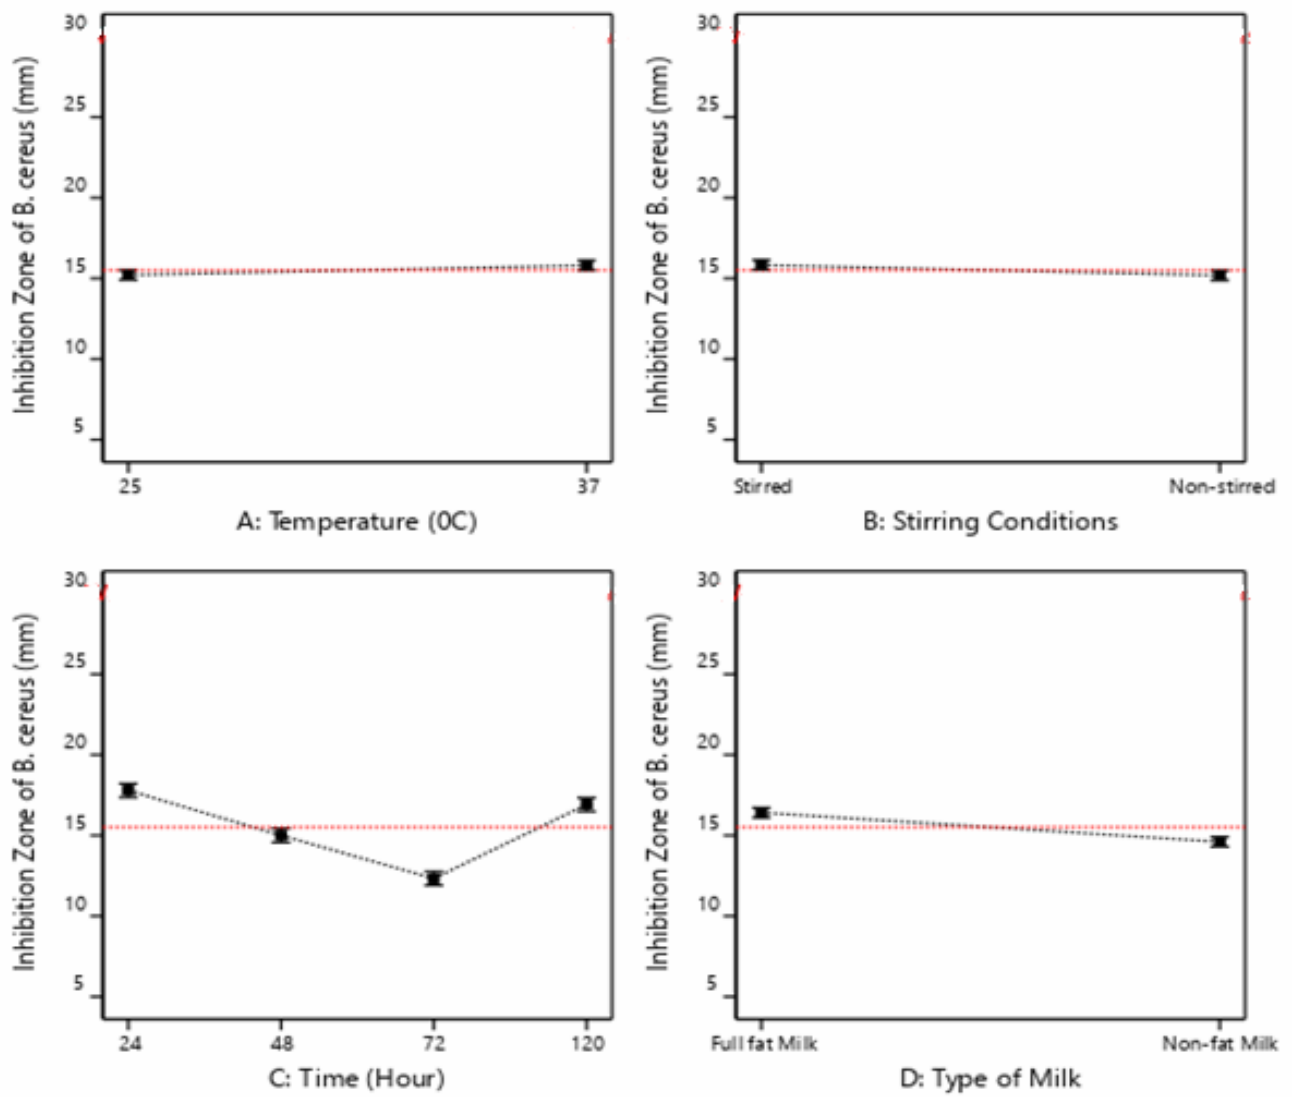 Inhibition Zone of B. cereus (mm)
30
25
20
15
10
5
25
37
A: Temperature (0C)
Inhibition Zone of B. cereus (mm)
30
25
20
15
10
5
Stirred
Non-stirred
B: Stirring Conditions
Inhibition Zone of B. cereus (mm)
30
25
20
15
10
5
24
48
72
120
C: Time (Hour)
Inhibition Zone of B. cereus (mm)
30
25
20
15
10
5
Full fat Milk
Non-fat Milk
D: Type of Milk